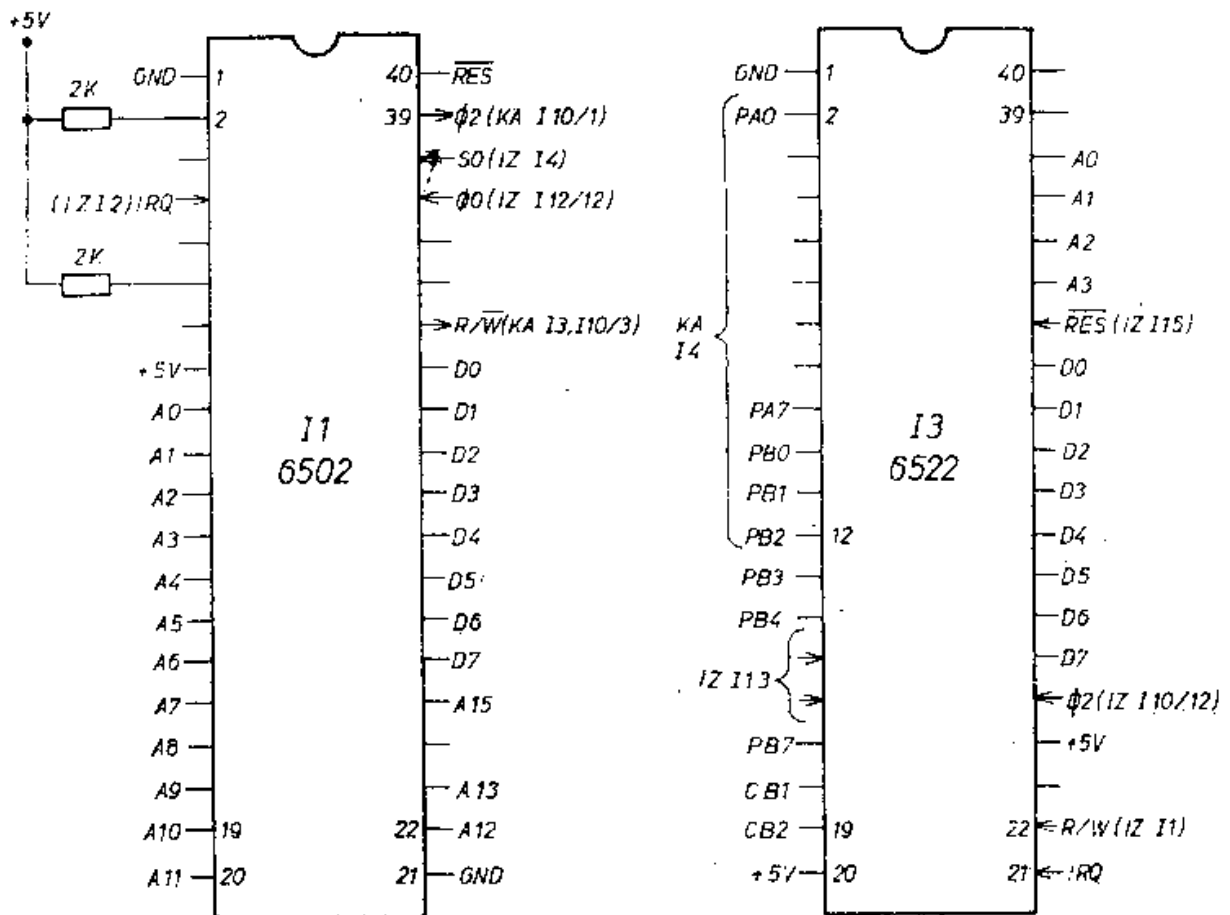 +5V
GND 1 40 RES
2K 2 39 ϕ2(KA I10/1)
SO(IZ I4)
(IZ I2)IRQ ϕ0(IZ I12/12)
2K
R/W(KA I3,I10/3)
+5V D0
A0 D1
I1
6502
A1 D2
A2 D3
A3 D4
A4 D5
A5 D6
A6 D7
A7 A15
A8
A9 A13
A10 19 22 A12
A11 20 21 GND
GND 1 40
PA0 2 39
A0
A1
A2
A3
KA
I4
RES(IZ I15)
D0
PA7 D1
I3
6522
PB0 D2
PB1 D3
PB2 12 D4
PB3 D5
PB4 D6
IZ I13 D7
ϕ2(IZ I10/12)
PB7 +5V
CB1
CB2 19 22 R/W(IZ I1)
+5V 20 21 IRQ